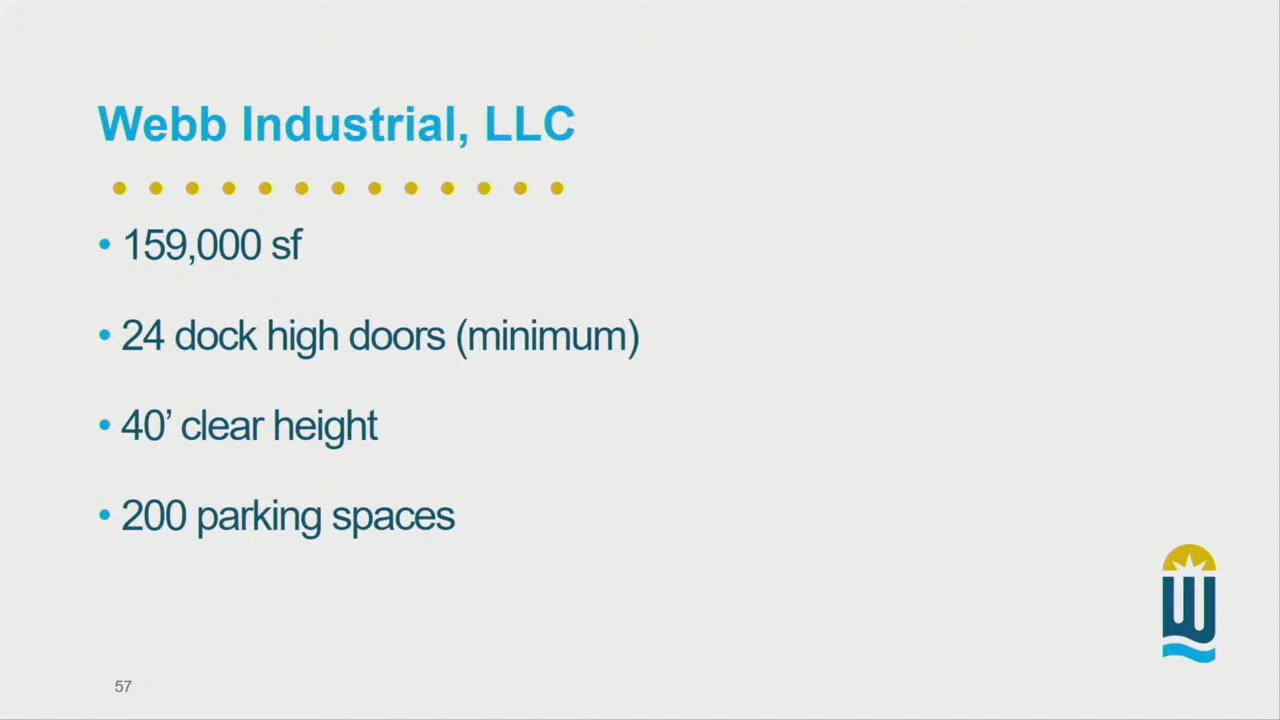 Webb Industrial, LLC
• 159,000 sf
• 24 dock high doors (minimum)
• 40’ clear height
• 200 parking spaces
W
57